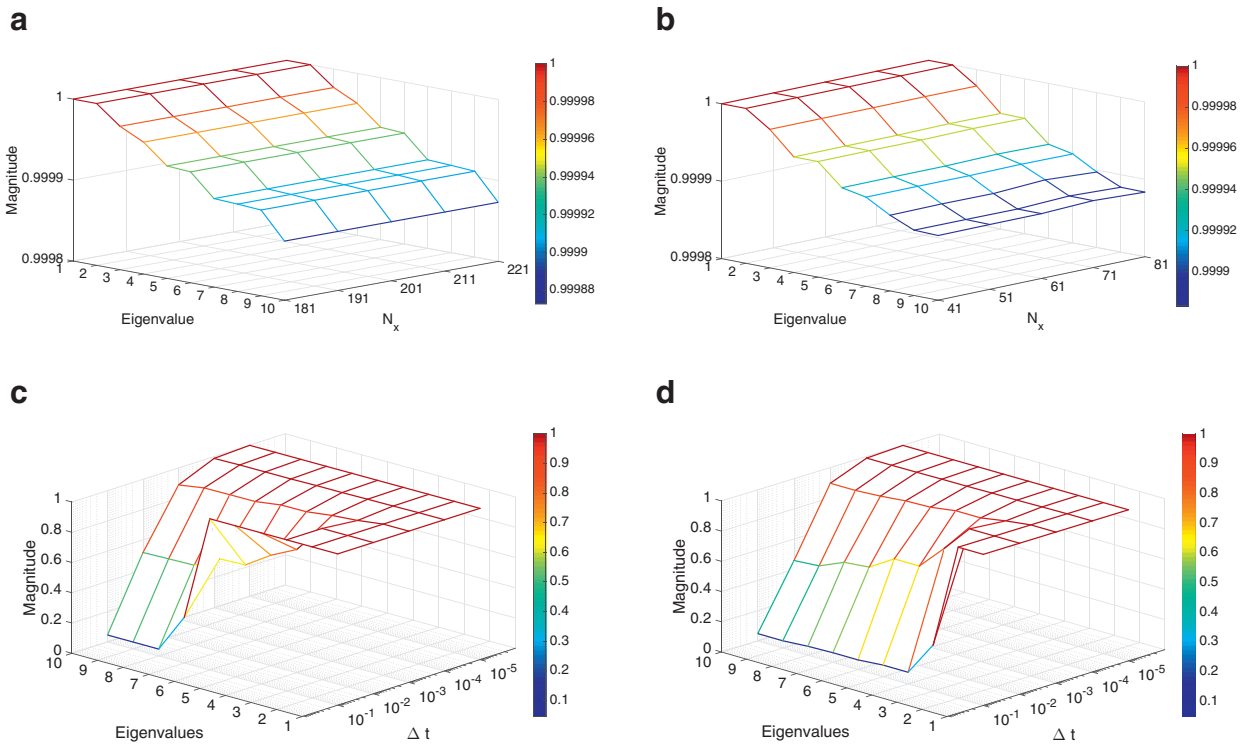 a
1
0.9999
0.9998
Magnitude
1 2 3 4 5 6 7 8 9 10
Eigenvalue
181 191 201 211 221
N_x
1
0.99998
0.99996
0.99994
0.99992
0.9999
0.99988
b
1
0.9999
0.9998
Magnitude
1 2 3 4 5 6 7 8 9 10
Eigenvalue
41 51 61 71 81
N_x
1
0.99998
0.99996
0.99994
0.99992
0.9999
c
1
0.8
0.6
0.4
0.2
0
Magnitude
10 9 8 7 6 5 4 3 2 1
Eigenvalues
10^-1 10^-2 10^-3 10^-4 10^-5
Δ t
1
0.9
0.8
0.7
0.6
0.5
0.4
0.3
0.2
0.1
d
1
0.8
0.6
0.4
0.2
0
Magnitude
10 9 8 7 6 5 4 3 2 1
Eigenvalues
10^-1 10^-2 10^-3 10^-4 10^-5
Δ t
1
0.9
0.8
0.7
0.6
0.5
0.4
0.3
0.2
0.1